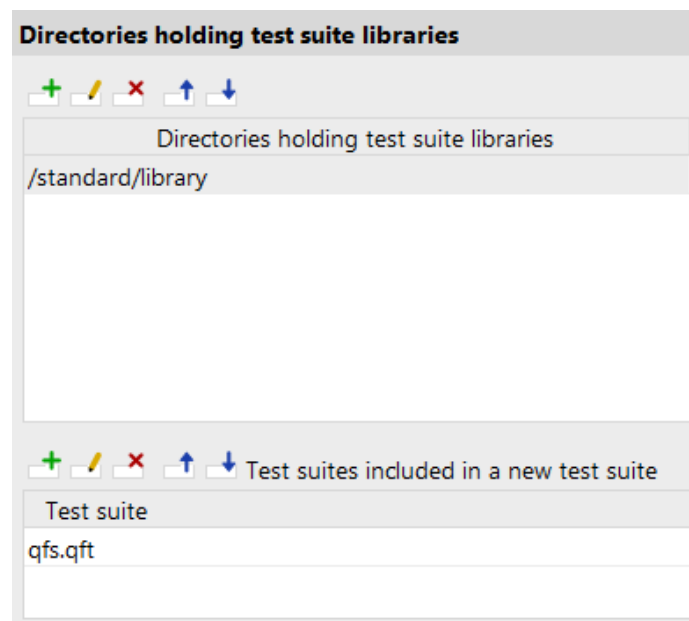 Directories holding test suite libraries
Directories holding test suite libraries
/standard/library
Test suites included in a new test suite
Test suite
qfs.qft